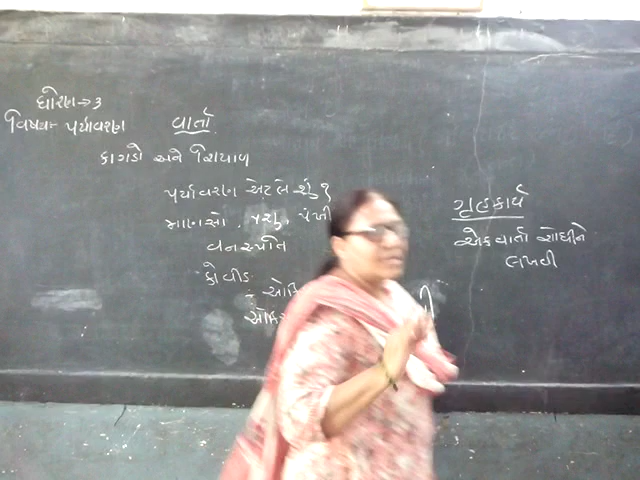 ધોરણ → ૩
વિષય - પર્યાવરણ
વાર્તા
કાગડો અને શિયાળ
પર્યાવરણ એટલે શું ?
માણસો, પશુ, પંખી
વનસ્પતિ
કોવીડ
ગૃહકાર્ય
એક વાર્તા શોધીને
લખવી